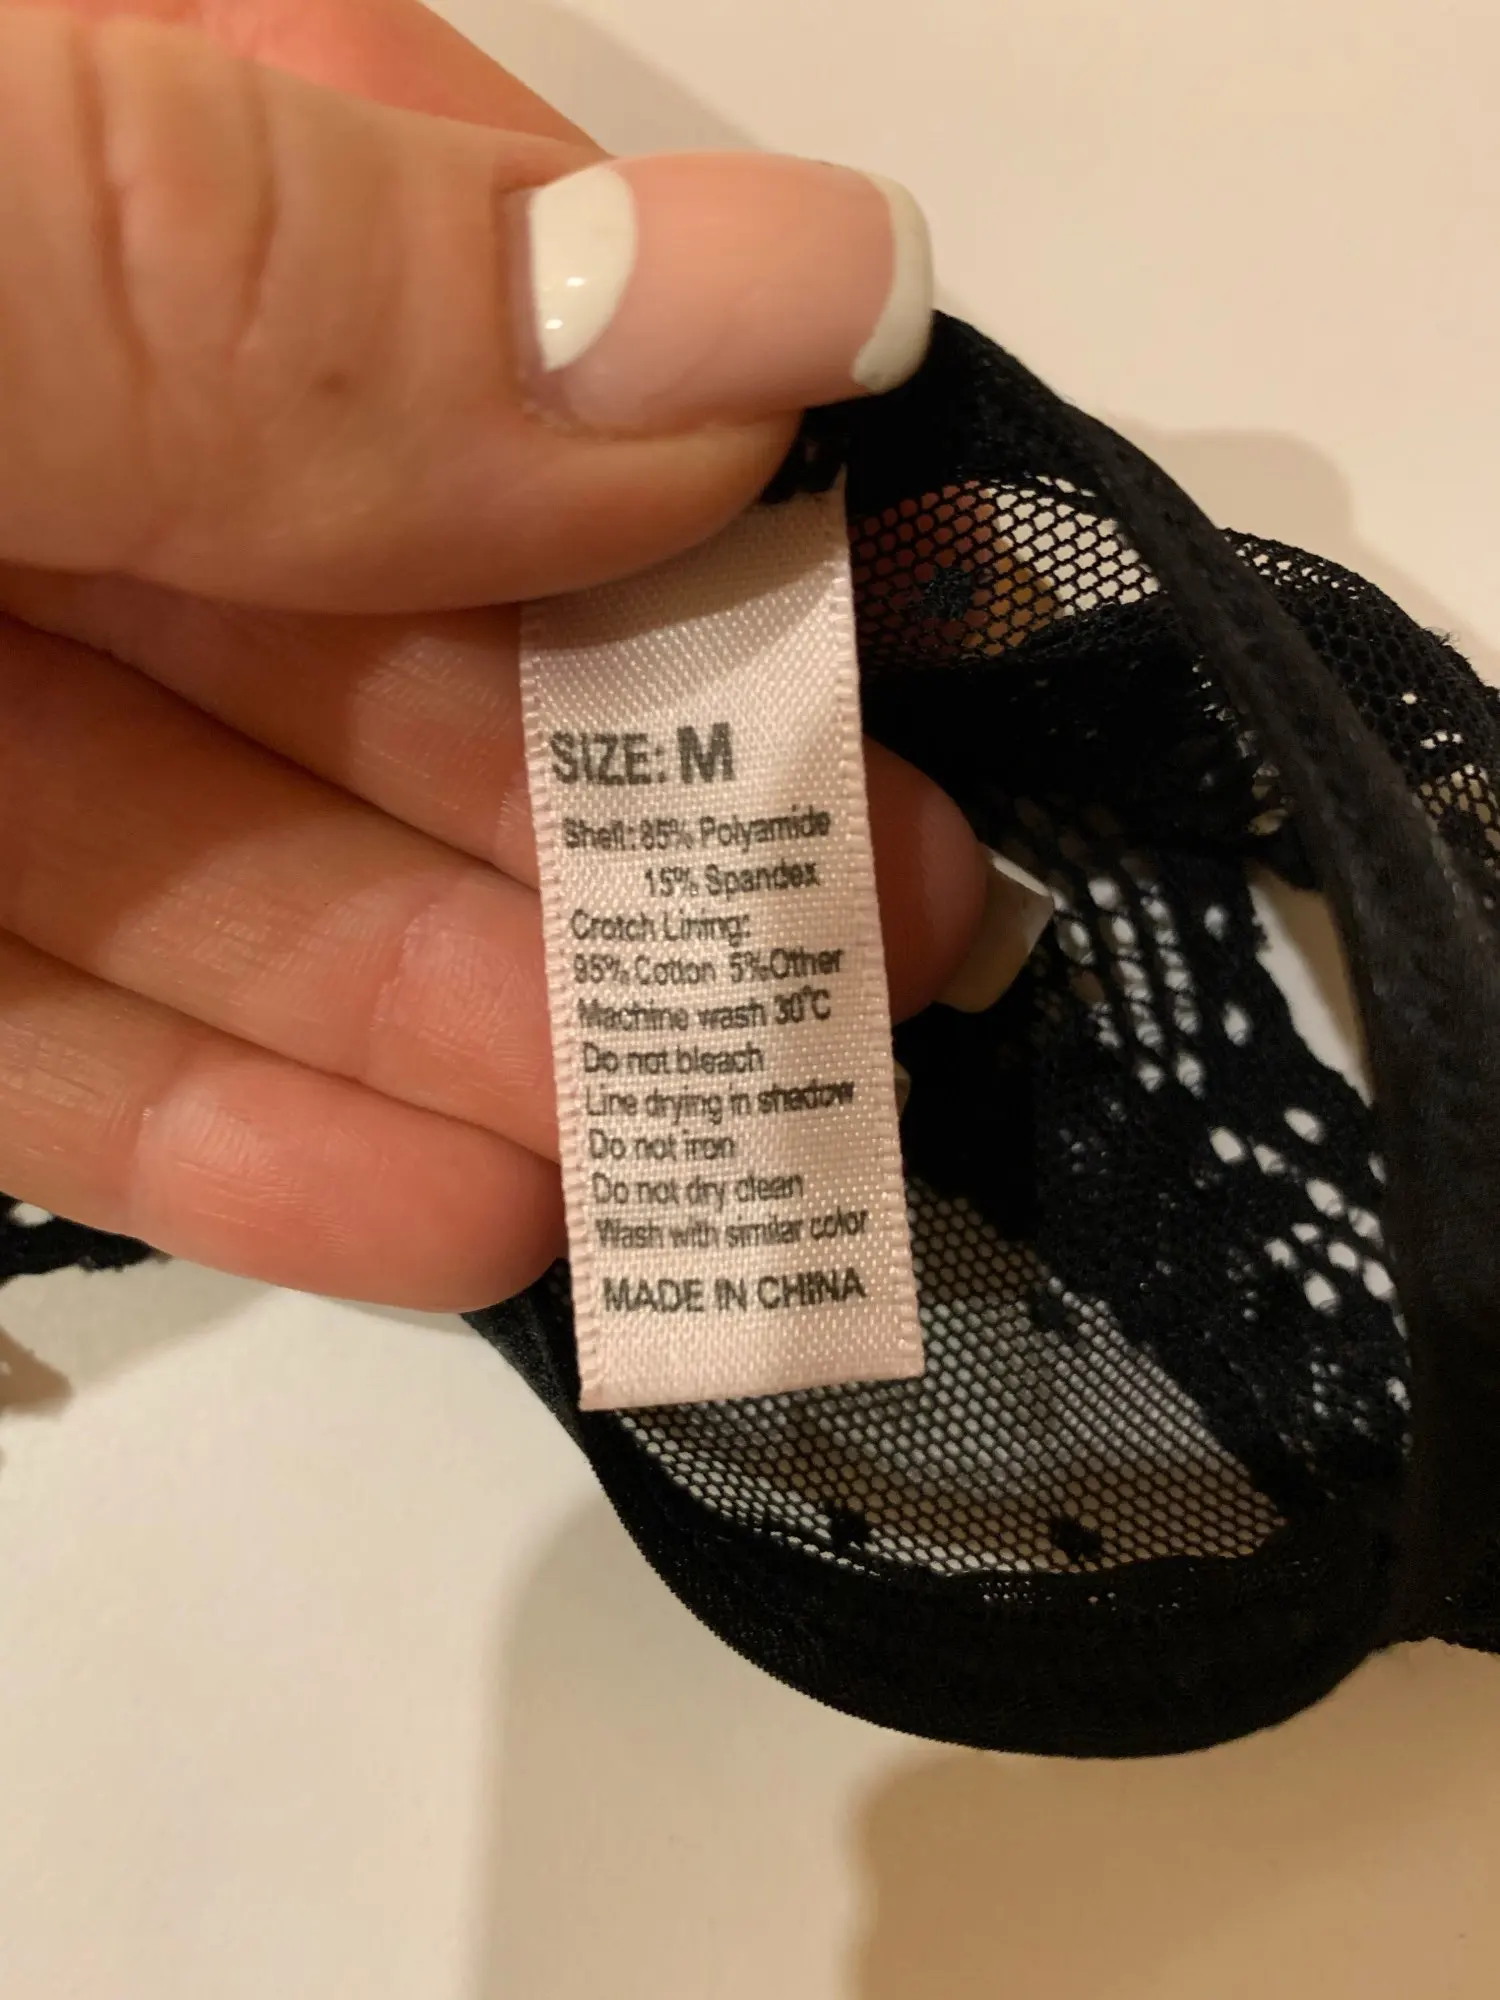 SIZE: M
Shell: 85% Polyamide
15% Spandex
Crotch Lining:
95% Cotton 5%Other
Machine wash 30°C
Do not bleach
Line drying in shadow
Do not iron
Do not dry clean
Wash with similar color
MADE IN CHINA